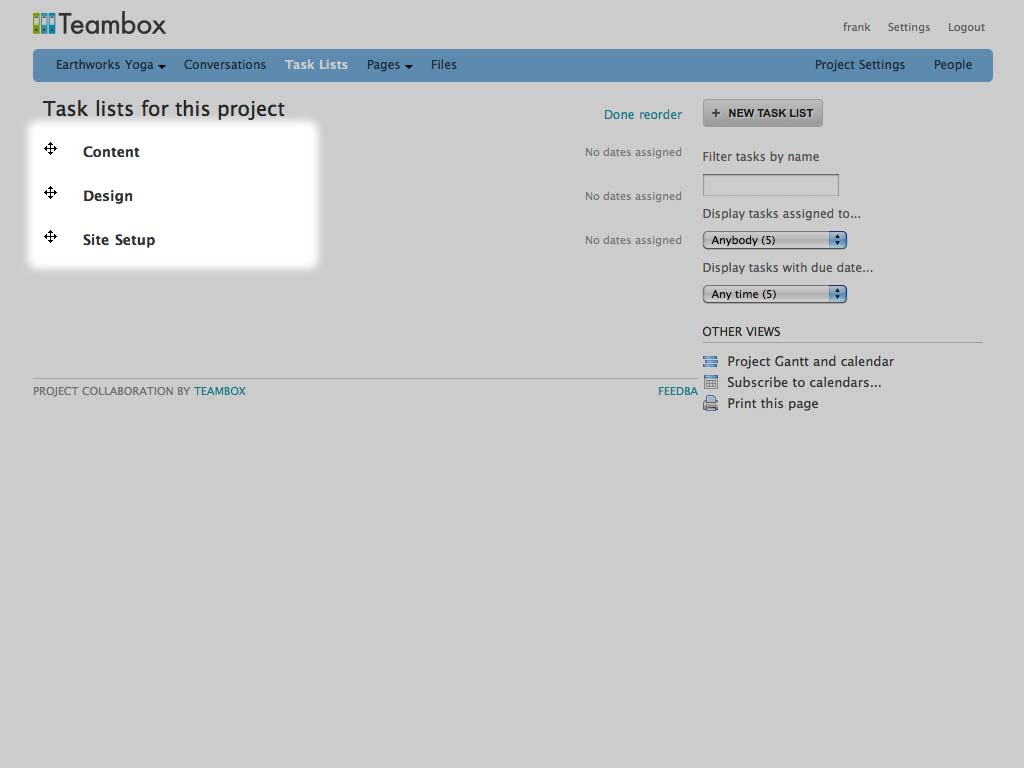 Teambox
frank Settings Logout
Earthworks Yoga Conversations Task Lists Pages Files Project Settings People
Task lists for this project
Done reorder
+ NEW TASK LIST
Content No dates assigned
Design No dates assigned
Site Setup No dates assigned
Filter tasks by name
Display tasks assigned to...
Anybody (5)
Display tasks with due date...
Any time (5)
OTHER VIEWS
Project Gantt and calendar
Subscribe to calendars...
Print this page
PROJECT COLLABORATION BY TEAMBOX FEEDBA